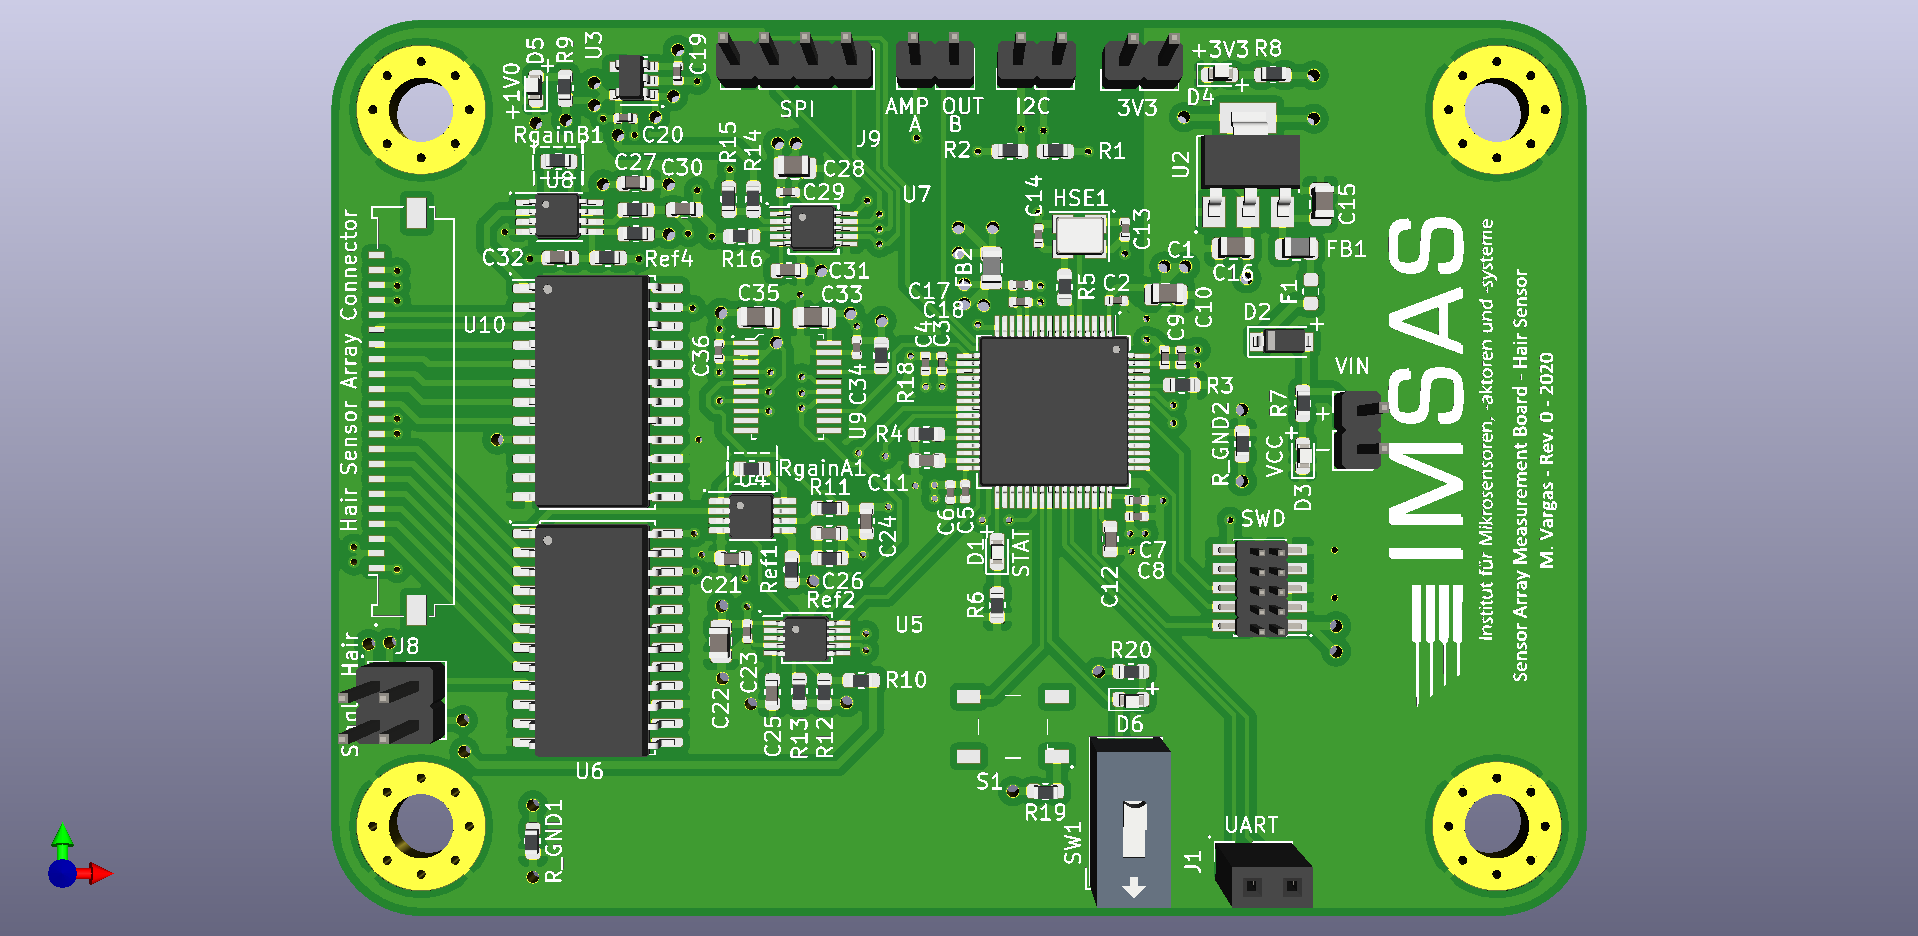 +1V0
D5
R9
U3
C19
SPI
AMP OUT
A B
I2C
3V3
+3V3
R8
D4
RgainB1
C20
R15
R14
J9
R2
R1
U2
C15
U8
C27
C30
C28
C29
U7
C14
HSE1
C13
C32
Ref4
R16
C31
FB2
R5
C2
C1
C16
FB1
C10
F1
C35
C33
C17
C18
C4
C3
C9
D2
U10
C36
C34
R18
R3
VIN
R7
+
VCC
-
D3
R_GND2
U9
R4
RgainA1
U4
R11
C11
C24
C6
C5
D1
STAT
C7
C8
C12
SWD
C21
Ref1
C26
Ref2
R6
U5
C22
C23
C25
R13
R12
R10
J8
Hair
Hair Sensor Array Connector
U6
R20
D6
S1
R19
SW1
J1
UART
R_GND1
IMSAS
Institut für Mikrosensoren, -aktoren und -systeme
Sensor Array Measurement Board - Hair Sensor
M. Vargas - Rev. 0 - 2020